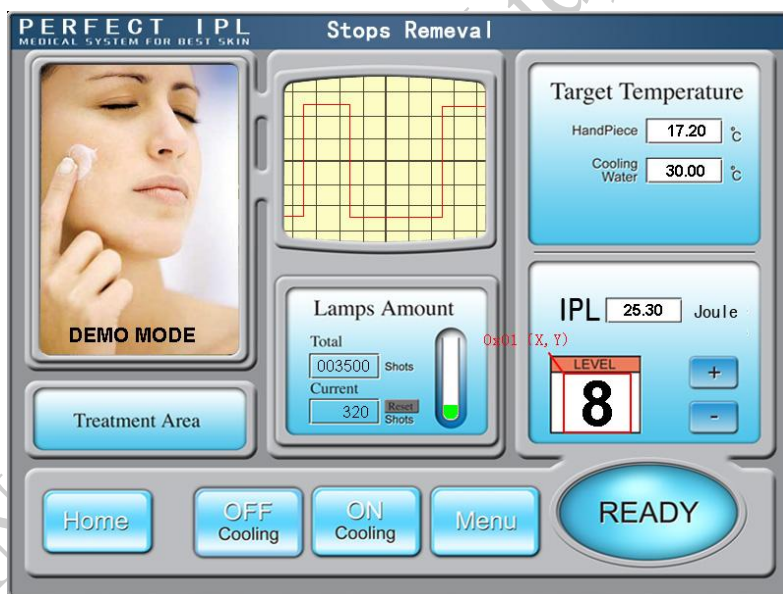 PERFECT IPL
MEDICAL SYSTEM FOR BEST SKIN
Stops Remeval
DEMO MODE
Treatment Area
Lamps Amount
Total
003500 Shots
Current
320 Reset
Shots
Target Temperature
HandPiece 17.20 °C
Cooling
Water 30.00 °C
IPL 25.30 Joule
0x01 (X, Y)
LEVEL
8
+
-
Home
OFF
Cooling
ON
Cooling
Menu
READY